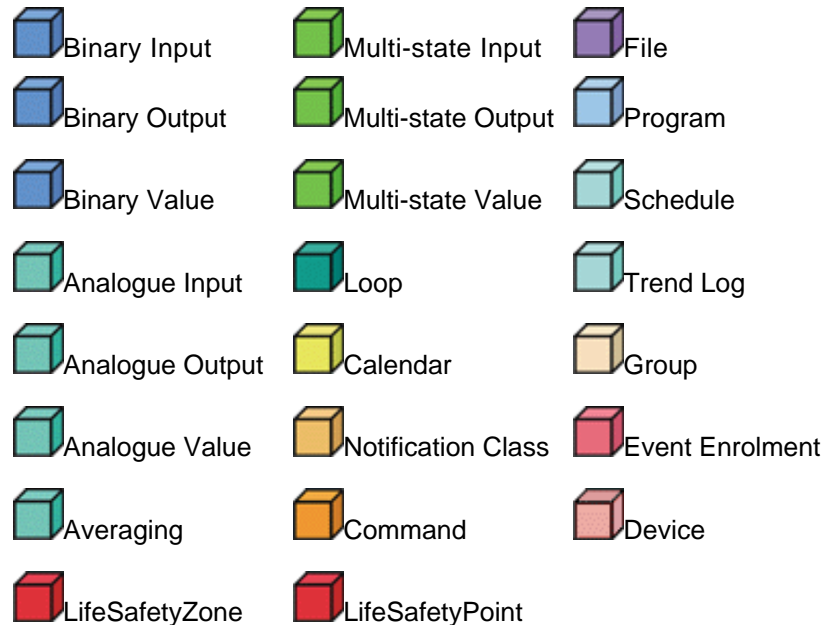 Binary Input
Multi-state Input
File
Binary Output
Multi-state Output
Program
Binary Value
Multi-state Value
Schedule
Analogue Input
Loop
Trend Log
Analogue Output
Calendar
Group
Analogue Value
Notification Class
Event Enrolment
Averaging
Command
Device
LifeSafetyZone
LifeSafetyPoint